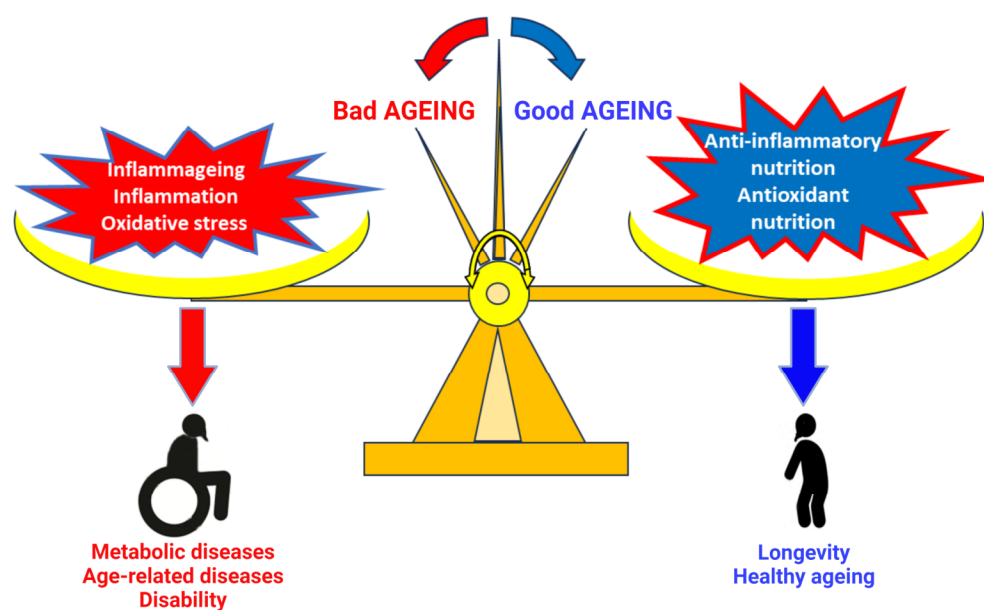 Bad AGEING
Good AGEING
Inflammageing
Inflammation
Oxidative stress
Anti-inflammatory
nutrition
Antioxidant
nutrition
Metabolic diseases
Age-related diseases
Disability
Longevity
Healthy ageing